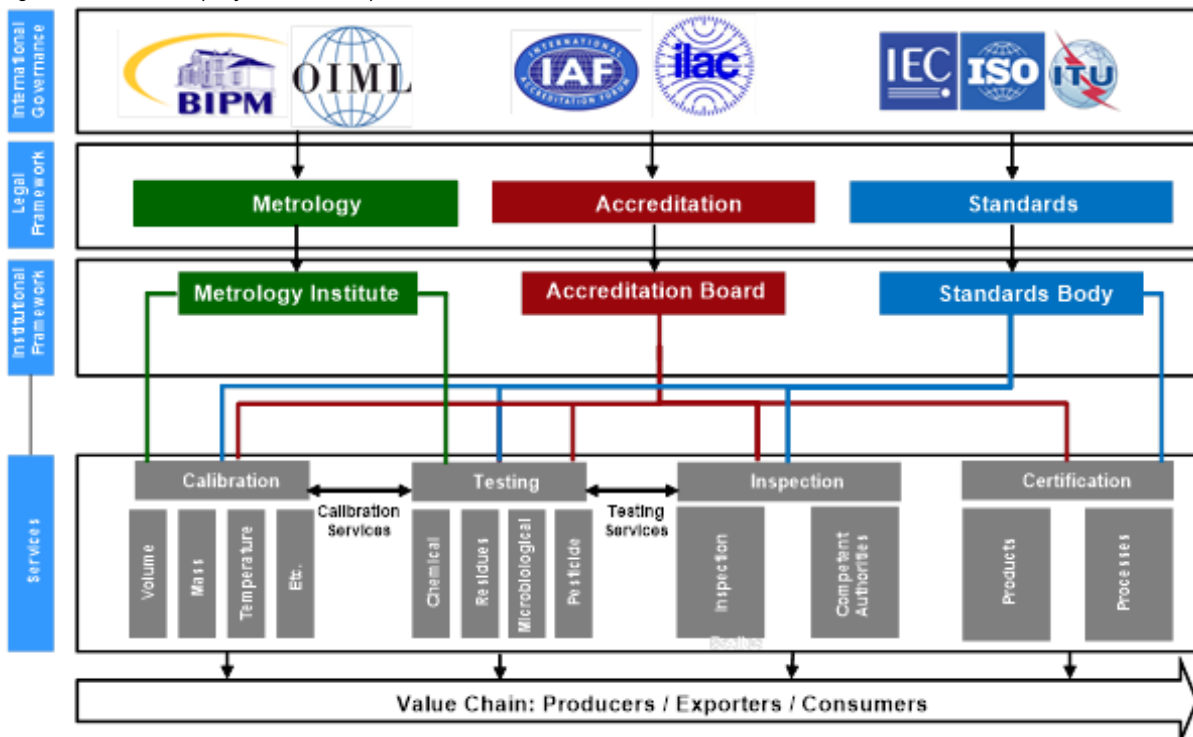 International
Governance
BIPM
OIML
INTERNATIONAL
IAF
ACCREDITATION FORUM
ilac
IEC
ISO
ITU
Legal
Framework
Metrology
Accreditation
Standards
Institutional
Framework
Metrology Institute
Accreditation Board
Standards Body
Services
Calibration
Testing
Inspection
Certification
Calibration
Services
Testing
Services
Volume
Mass
Temperature
Etc.
Chemical
Residues
Microbiological
Pesticide
Inspection
Bodies
Competent
Authorities
Products
Processes
Value Chain: Producers / Exporters / Consumers